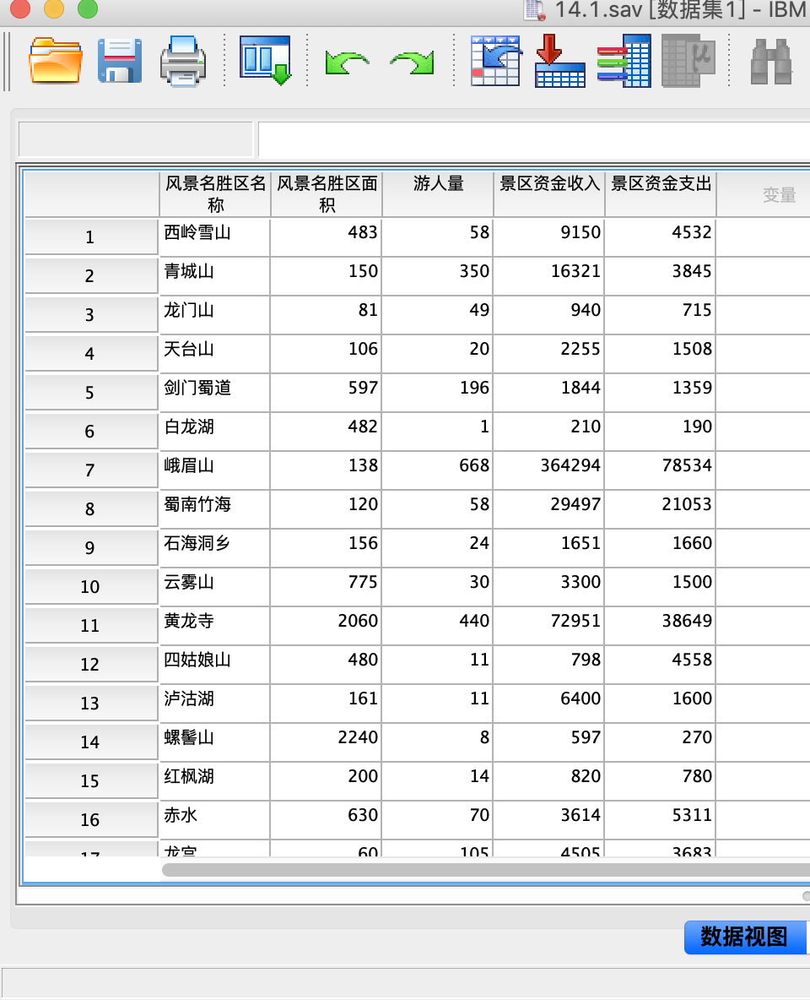 14.1.sav [数据集1] - IBM
风景名胜区名称 风景名胜区面积 游人量 景区资金收入 景区资金支出 变量
1 西岭雪山 483 58 9150 4532
2 青城山 150 350 16321 3845
3 龙门山 81 49 940 715
4 天台山 106 20 2255 1508
5 剑门蜀道 597 196 1844 1359
6 白龙湖 482 1 210 190
7 峨眉山 138 668 364294 78534
8 蜀南竹海 120 58 29497 21053
9 石海洞乡 156 24 1651 1660
10 云雾山 775 30 3300 1500
11 黄龙寺 2060 440 72951 38649
12 四姑娘山 480 11 798 4558
13 泸沽湖 161 11 6400 1600
14 螺髻山 2240 8 597 270
15 红枫湖 200 14 820 780
16 赤水 630 70 3614 5311
17 龙宫 60 105 4505 3683
数据视图